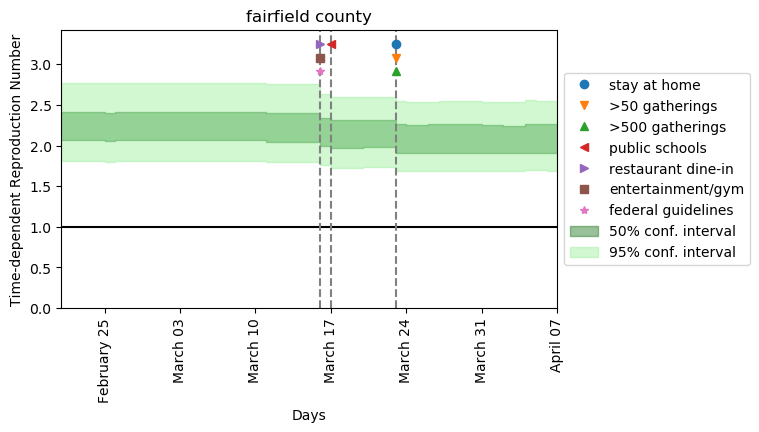 fairfield county
Time-dependent Reproduction Number
3.0
2.5
2.0
1.5
1.0
0.5
0.0
February 25
March 03
March 10
March 17
March 24
March 31
April 07
Days
stay at home
>50 gatherings
>500 gatherings
public schools
restaurant dine-in
entertainment/gym
federal guidelines
50% conf. interval
95% conf. interval